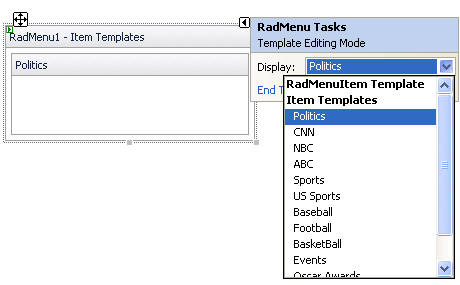 RadMenu1 - Item Templates
Politics
RadMenu Tasks
Template Editing Mode
Display: Politics
End T
RadMenuItem Template
Item Templates
Politics
CNN
NBC
ABC
Sports
US Sports
Baseball
Football
BasketBall
Events
Oscar Awards